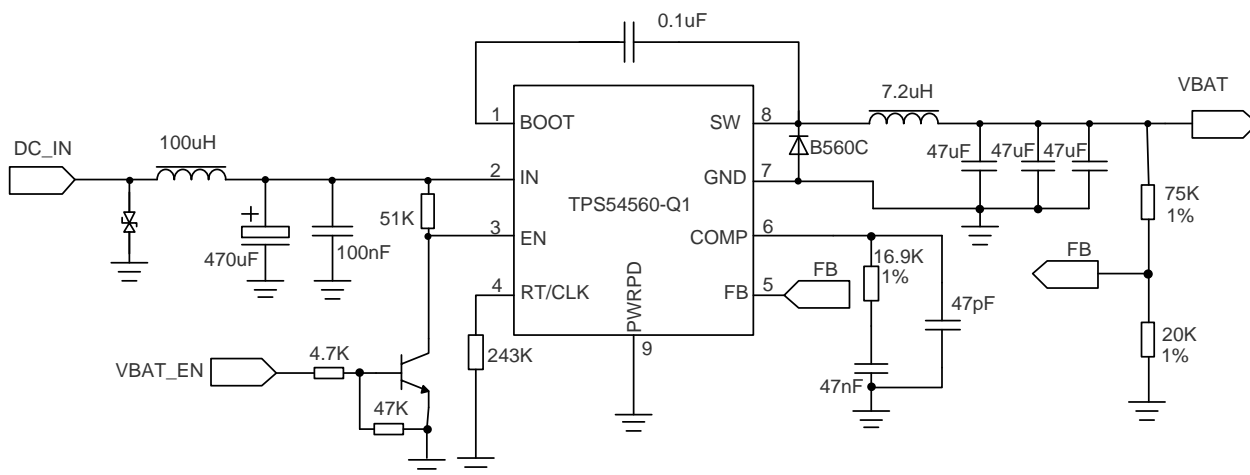 0.1uF
7.2uH
VBAT
1
BOOT
SW
8
B560C
100uH
DC_IN
47uF
47uF
47uF
2
IN
GND
7
TPS54560-Q1
75K
1%
51K
3
EN
COMP
6
+
470uF
100nF
16.9K
1%
FB
4
RT/CLK
FB
5
FB
47pF
PWRPD
9
243K
20K
1%
VBAT_EN
4.7K
47nF
47K